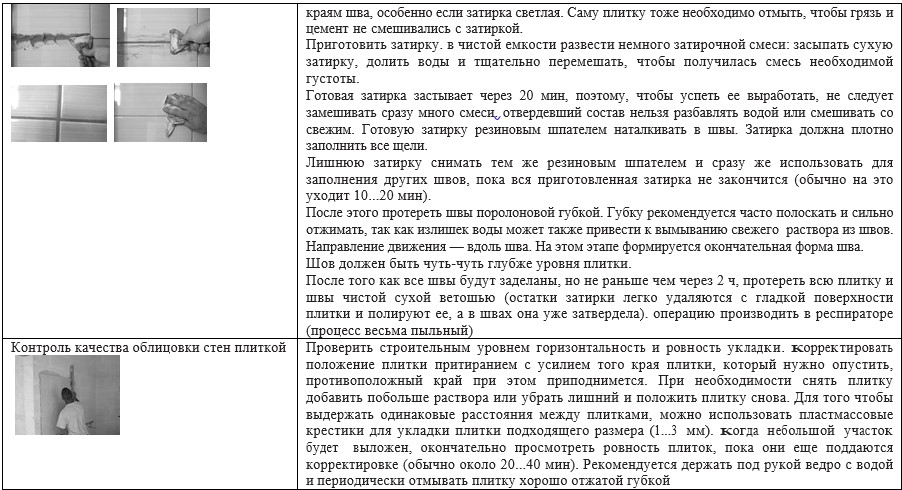 краям шва, особенно если затирка светлая. Саму плитку тоже необходимо отмыть, чтобы грязь и
цемент не смешивались с затиркой.
Приготовить затирку. в чистой емкости развести немного затирочной смеси: засыпать сухую
затирку, долить воды и тщательно перемешать, чтобы получилась смесь необходимой
густоты.
Готовая затирка застывает через 20 мин, поэтому, чтобы успеть ее выработать, не следует
замешивать сразу много смеси, отвердевший состав нельзя разбавлять водой или смешивать со
свежим. Готовую затирку резиновым шпателем наталкивать в швы. Затирка должна плотно
заполнить все щели.
Лишнюю затирку снимать тем же резиновым шпателем и сразу же использовать для
заполнения других швов, пока вся приготовленная затирка не закончится (обычно на это
уходит 10...20 мин).
После этого протереть швы поролоновой губкой. Губку рекомендуется часто полоскать и сильно
отжимать, так как излишек воды может также привести к вымыванию свежего раствора из швов.
Направление движения — вдоль шва. На этом этапе формируется окончательная форма шва.
Шов должен быть чуть-чуть глубже уровня плитки.
После того как все швы будут заделаны, но не раньше чем через 2 ч, протереть всю плитку и
швы чистой сухой ветошью (остатки затирки легко удаляются с гладкой поверхности
плитки и полируют ее, а в швах она уже затвердела). операцию производить в респираторе
(процесс весьма пыльный)
Контроль качества облицовки стен плиткой
Проверить строительным уровнем горизонтальность и ровность укладки. корректировать
положение плитки притиранием с усилием того края плитки, который нужно опустить,
противоположный край при этом приподнимется. При необходимости снять плитку
добавить побольше раствора или убрать лишний и положить плитку снова. Для того чтобы
выдержать одинаковые расстояния между плитками, можно использовать пластмассовые
крестики для укладки плитки подходящего размера (1...3 мм). когда небольшой участок
будет выложен, окончательно просмотреть ровность плиток, пока они еще поддаются
корректировке (обычно около 20...40 мин). Рекомендуется держать под рукой ведро с водой
и периодически отмывать плитку хорошо отжатой губкой